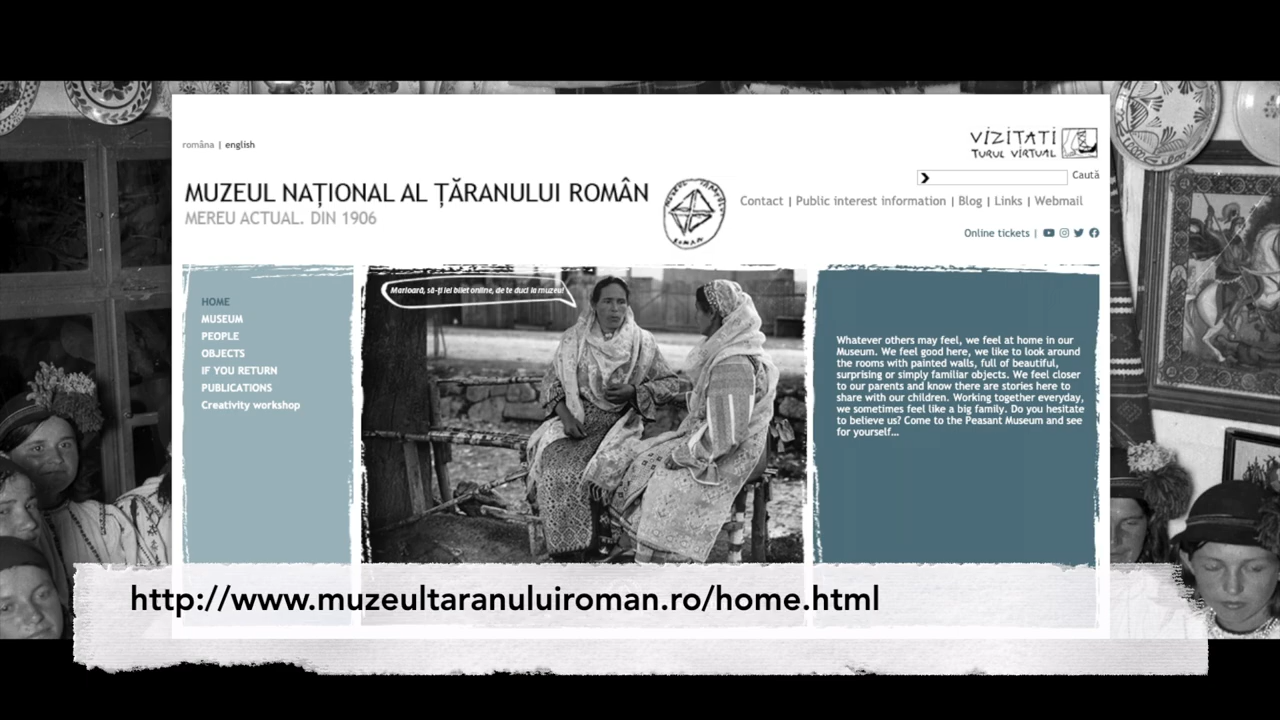 româna | english
VIZITATI
TURUL VIRTUAL
Caută
MUZEUL NAȚIONAL AL ȚĂRANULUI ROMÂN
MEREU ACTUAL. DIN 1906
ROMAN
Contact | Public interest information | Blog | Links | Webmail
Online tickets |
HOME
MUSEUM
PEOPLE
OBJECTS
IF YOU RETURN
PUBLICATIONS
Creativity workshop
Marioară, să-ți iei bilet online, de te duci la muzeu!
Whatever others may feel, we feel at home in our
Museum. We feel good here, we like to look around
the rooms with painted walls, full of beautiful,
surprising or simply familiar objects. We feel closer
to our parents and know there are stories here to
share with our children. Working together everyday,
we sometimes feel like a big family. Do you hesitate
to believe us? Come to the Peasant Museum and see
for yourself...
http://www.muzeultaranuluiroman.ro/home.html